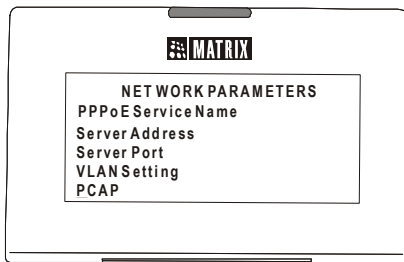 MATRIX
NETWORK PARAMETERS
PPPoE Service Name
Server Address
Server Port
VLAN Setting
PCAP